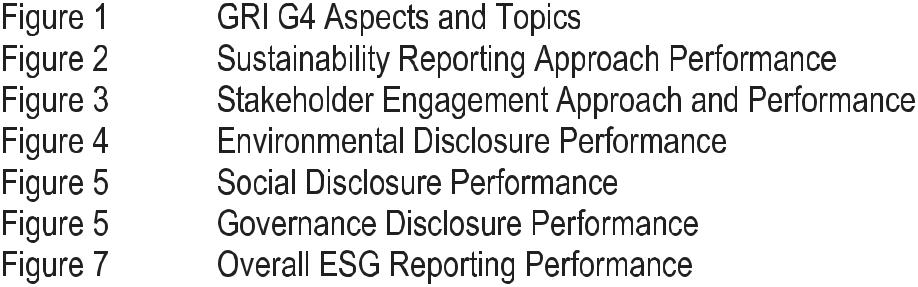 Figure 1 GRI G4 Aspects and Topics
Figure 2 Sustainability Reporting Approach Performance
Figure 3 Stakeholder Engagement Approach and Performance
Figure 4 Environmental Disclosure Performance
Figure 5 Social Disclosure Performance
Figure 5 Governance Disclosure Performance
Figure 7 Overall ESG Reporting Performance